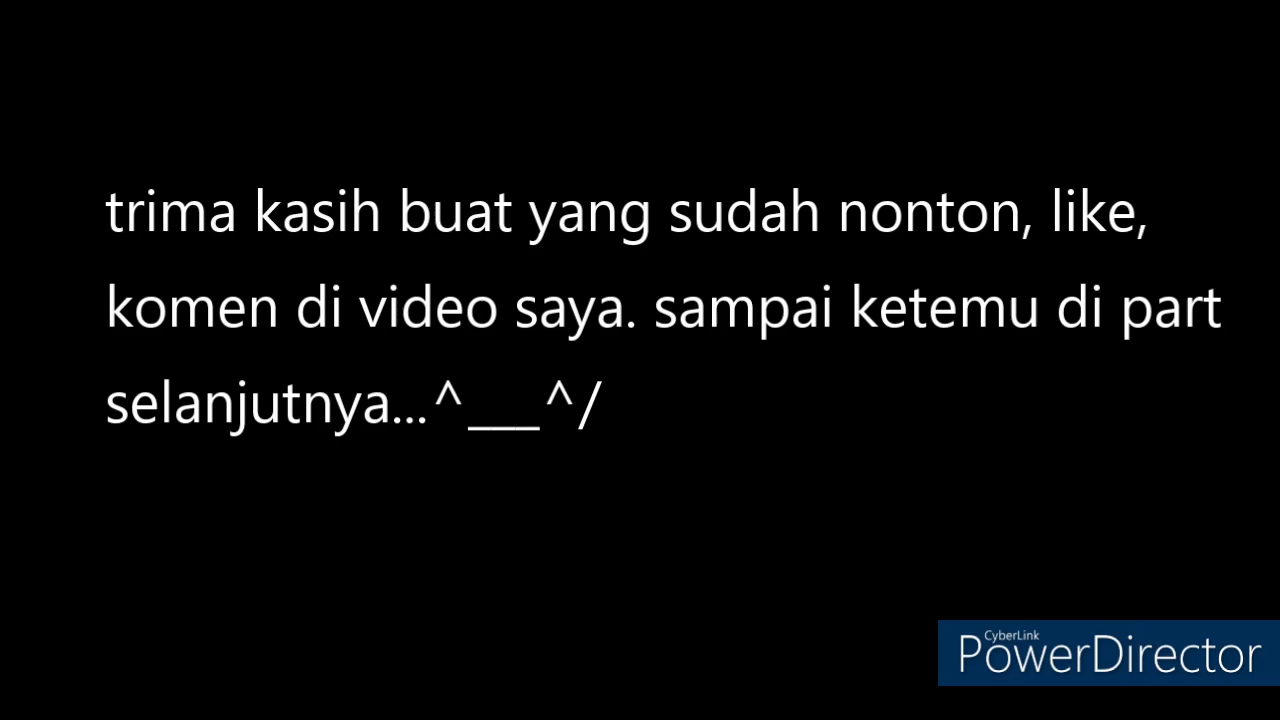 trima kasih buat yang sudah nonton, like,
komen di video saya. sampai ketemu di part
selanjutnya...^___^/
CyberLink
PowerDirector